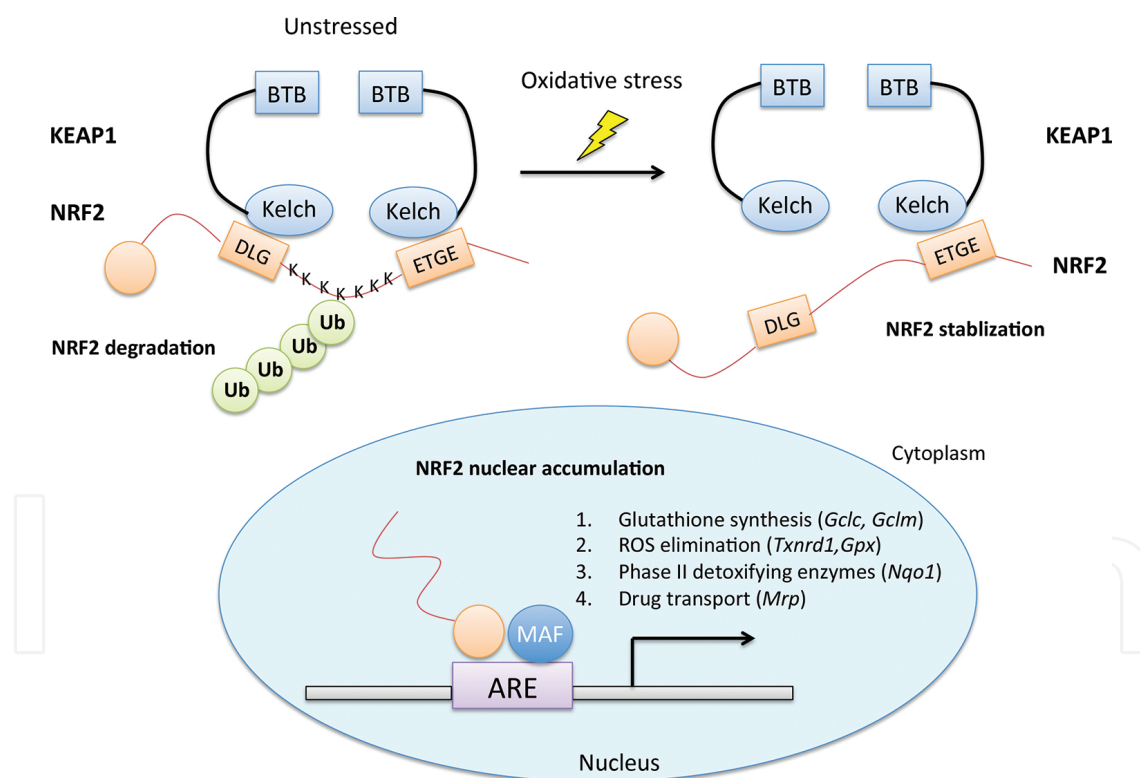 Unstressed
BTB
BTB
Oxidative stress
BTB
BTB
KEAP1
KEAP1
Kelch
Kelch
Kelch
Kelch
NRF2
DLG
ETGE
ETGE
NRF2
K
K
K
K
K
K
K
DLG
NRF2 stablization
Ub
NRF2 degradation
Ub
Ub
Ub
Cytoplasm
NRF2 nuclear accumulation
1. Glutathione synthesis (Gclc, Gclm)
2. ROS elimination (Txnrd1,Gpx)
3. Phase II detoxifying enzymes (Nqo1)
4. Drug transport (Mrp)
MAF
ARE
Nucleus